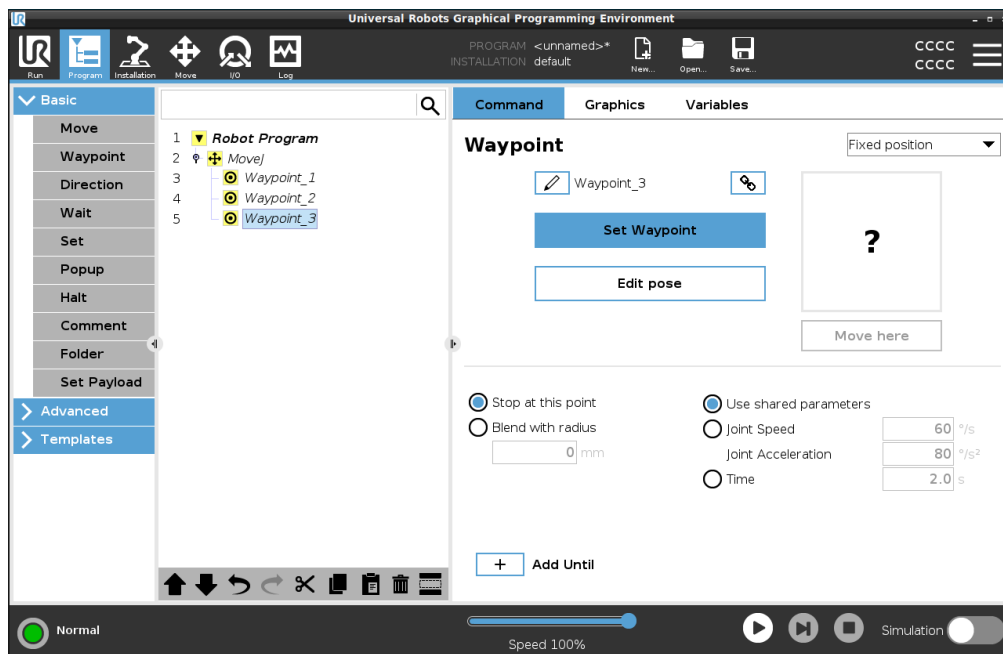 Universal Robots Graphical Programming Environment
PROGRAM <unnamed>*
INSTALLATION default
New... Open... Save...
CCCC
CCCC
Run Program Installation Move I/O Log
Basic
Move
Waypoint
Direction
Wait
Set
Popup
Halt
Comment
Folder
Set Payload
Advanced
Templates
1 Robot Program
2 MoveJ
3 Waypoint_1
4 Waypoint_2
5 Waypoint_3
Command Graphics Variables
Waypoint
Fixed position
Waypoint_3
Set Waypoint
Edit pose
?
Move here
Stop at this point
Blend with radius
0 mm
Use shared parameters
Joint Speed 60 °/s
Joint Acceleration 80 °/s²
Time 2.0 s
+ Add Until
Normal
Speed 100%
Simulation